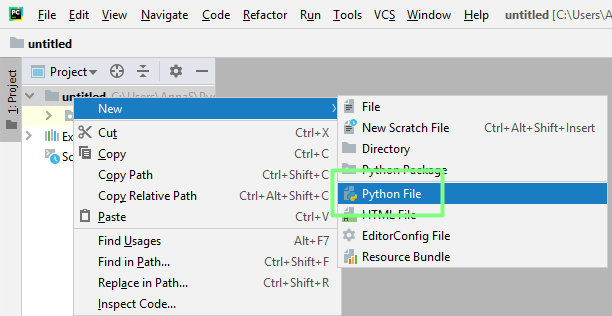 PC File Edit View Navigate Code Refactor Run Tools VCS Window Help untitled [C:\Users\A
untitled
1: Project
Project
untitled C:\Users\AnnaS\Py
New
Ex
Cut Ctrl+X
Sc
Copy Ctrl+C
Copy Path Ctrl+Shift+C
Copy Relative Path Ctrl+Alt+Shift+C
Paste Ctrl+V
Find Usages Alt+F7
Find in Path... Ctrl+Shift+F
Replace in Path... Ctrl+Shift+R
Inspect Code...
File
New Scratch File Ctrl+Alt+Shift+Insert
Directory
Python Package
Python File
HTML File
EditorConfig File
Resource Bundle